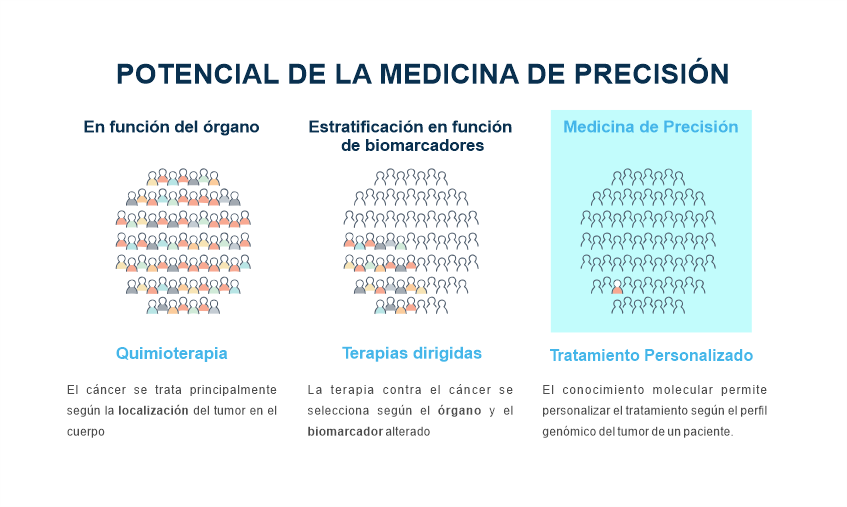 POTENCIAL DE LA MEDICINA DE PRECISIÓN
En función del órgano
Estratificación en función
de biomarcadores
Medicina de Precisión
Quimioterapia
El cáncer se trata principalmente
según la localización del tumor en el
cuerpo
Terapias dirigidas
La terapia contra el cáncer se
selecciona según el órgano y el
biomarcador alterado
Tratamiento Personalizado
El conocimiento molecular permite
personalizar el tratamiento según el perfil
genómico del tumor de un paciente.